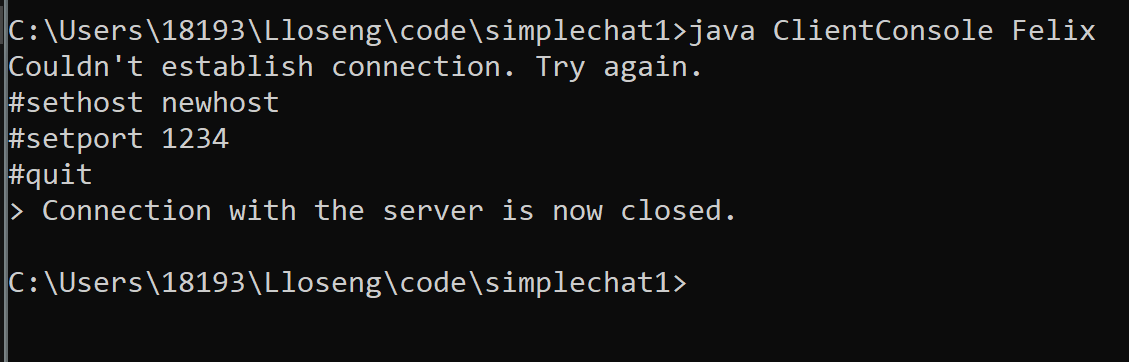 C:\Users\18193\Lloseng\code\simplechat1>java ClientConsole Felix
Couldn't establish connection. Try again.
#sethost newhost
#setport 1234
#quit
> Connection with the server is now closed.
C:\Users\18193\Lloseng\code\simplechat1>